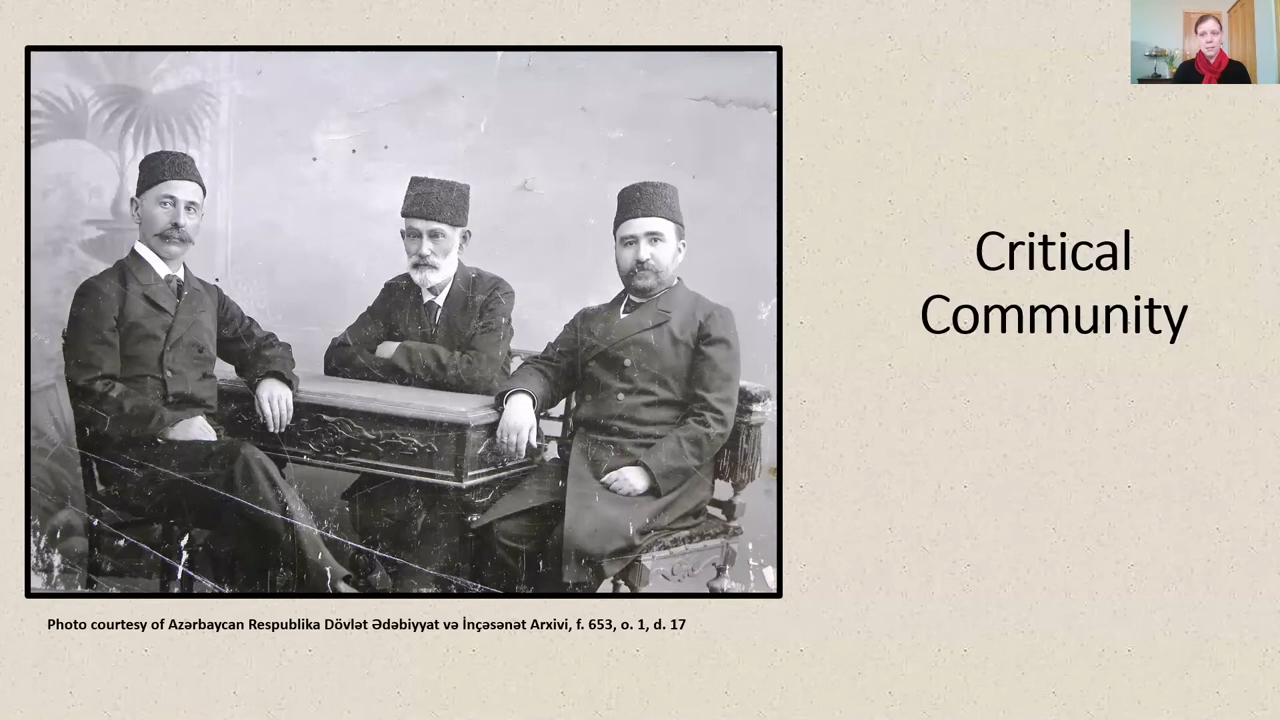 Critical
Community
Photo courtesy of Azərbaycan Respublika Dövlət Ədəbiyyat və İnçəsənət Arxivi, f. 653, o. 1, d. 17